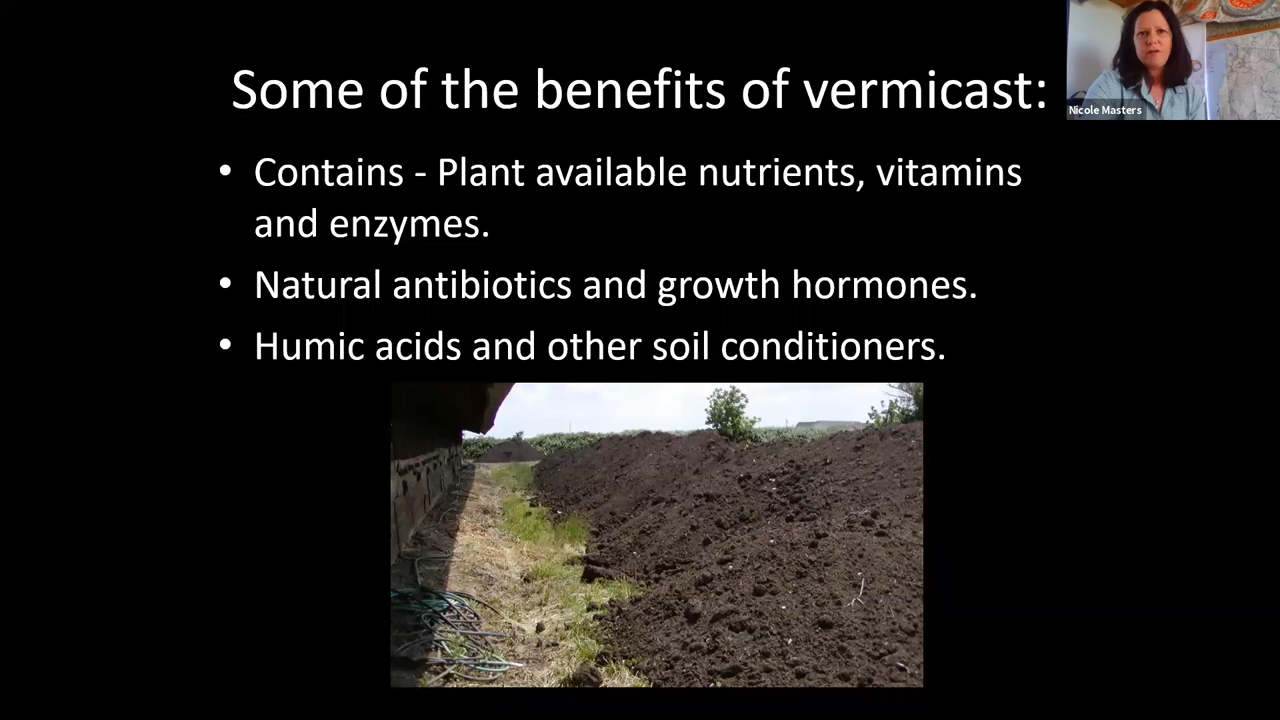 Some of the benefits of vermicast:
Nicole Masters
• Contains - Plant available nutrients, vitamins
and enzymes.
• Natural antibiotics and growth hormones.
• Humic acids and other soil conditioners.